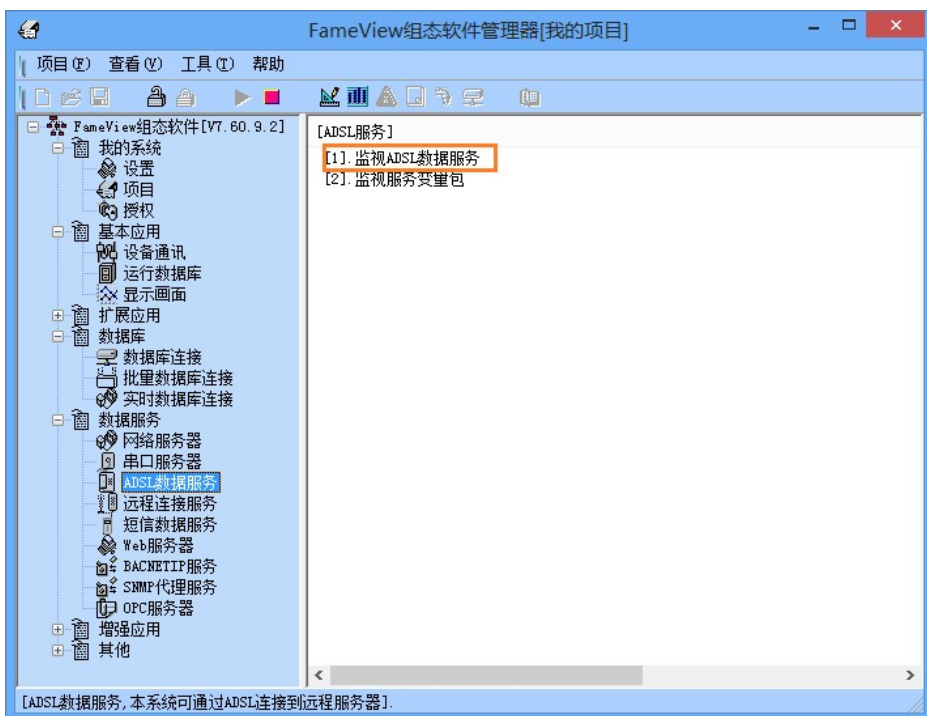 FameView组态软件管理器[我的项目]
项目(F) 查看(V) 工具(T) 帮助
FameView组态软件[V7.60.9.2]
我的系统
设置
项目
授权
基本应用
设备通讯
运行数据库
显示画面
扩展应用
数据库
数据库连接
批量数据库连接
实时数据库连接
数据服务
网络服务器
串口服务器
ADSL数据服务
远程连接服务
短信数据服务
Web服务器
BACNETIP服务
SNMP代理服务
OPC服务器
增强应用
其他
[ADSL服务]
[1].监视ADSL数据服务
[2].监视服务变量包
[ADSL数据服务,本系统可通过ADSL连接到远程服务器].